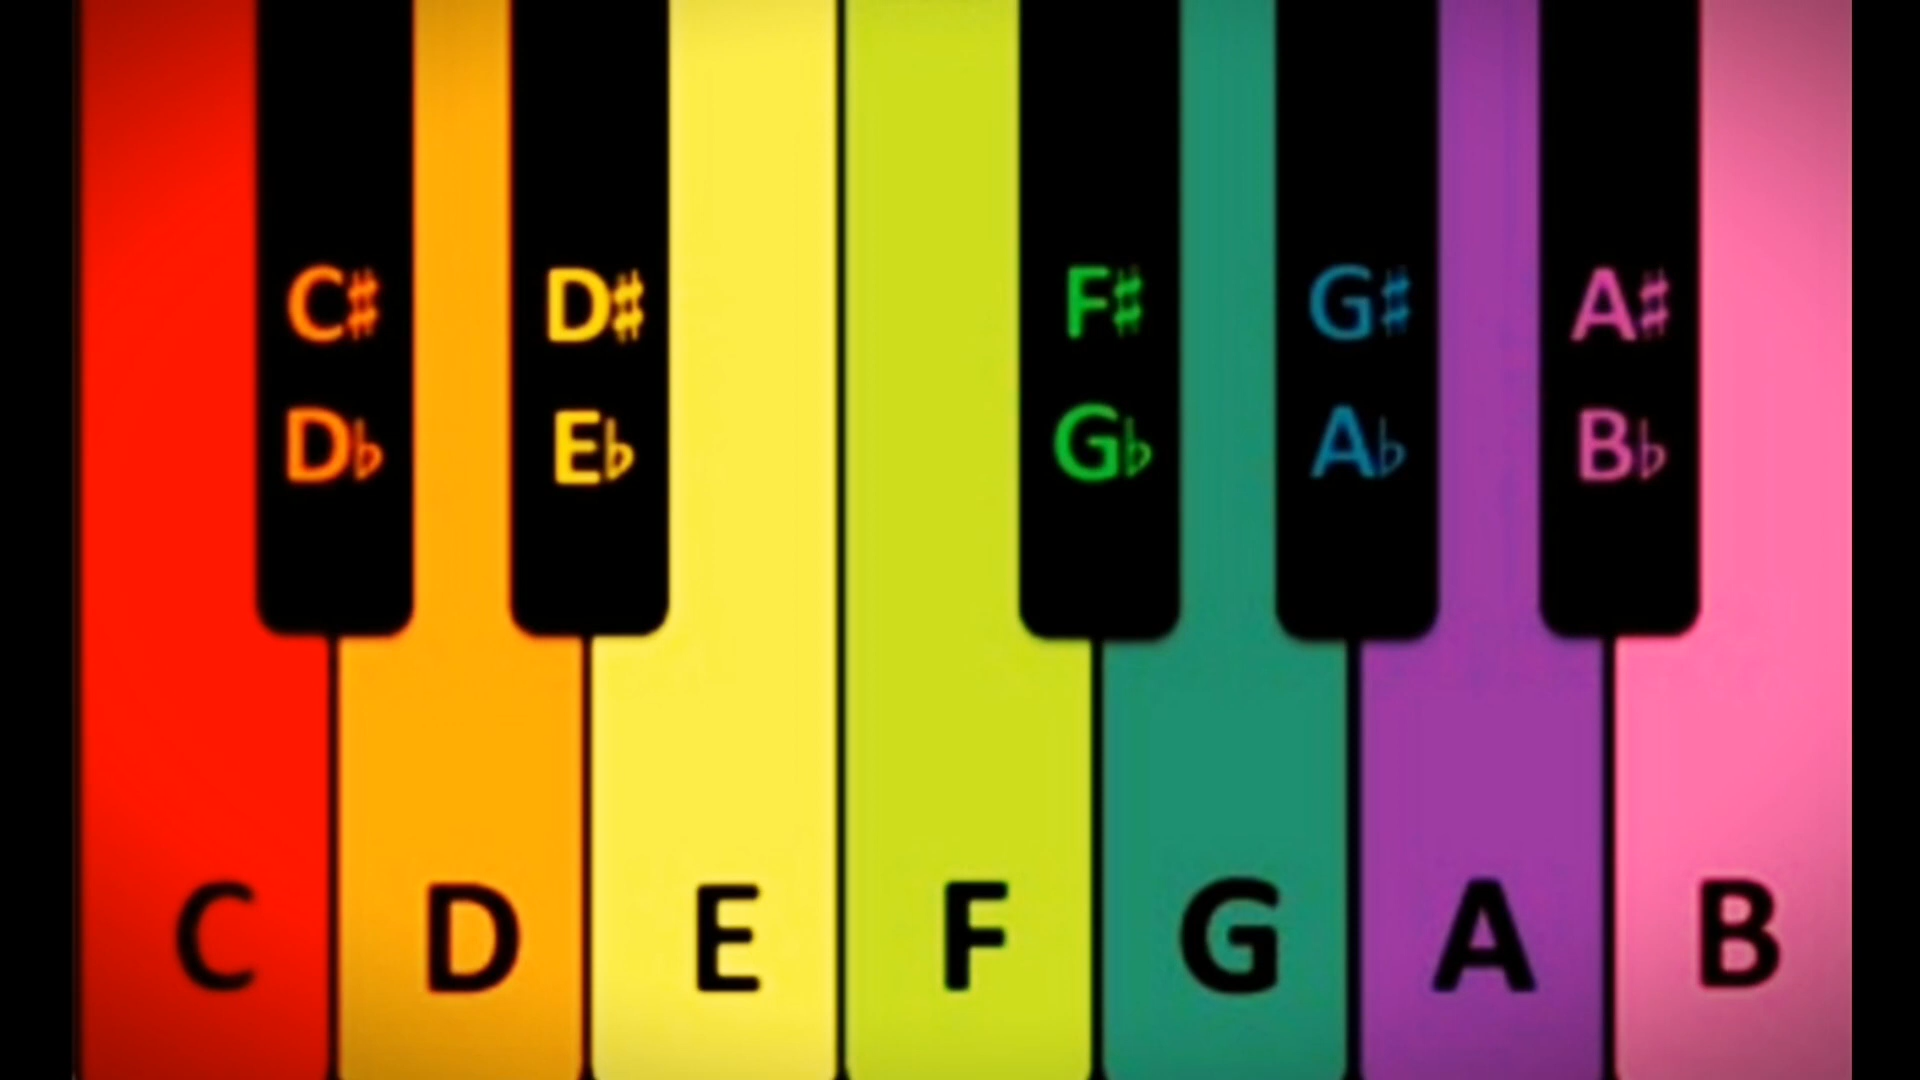 C♯ D♯ F♯ G♯ A♯
D♭ E♭ G♭ A♭ B♭
C D E F G A B